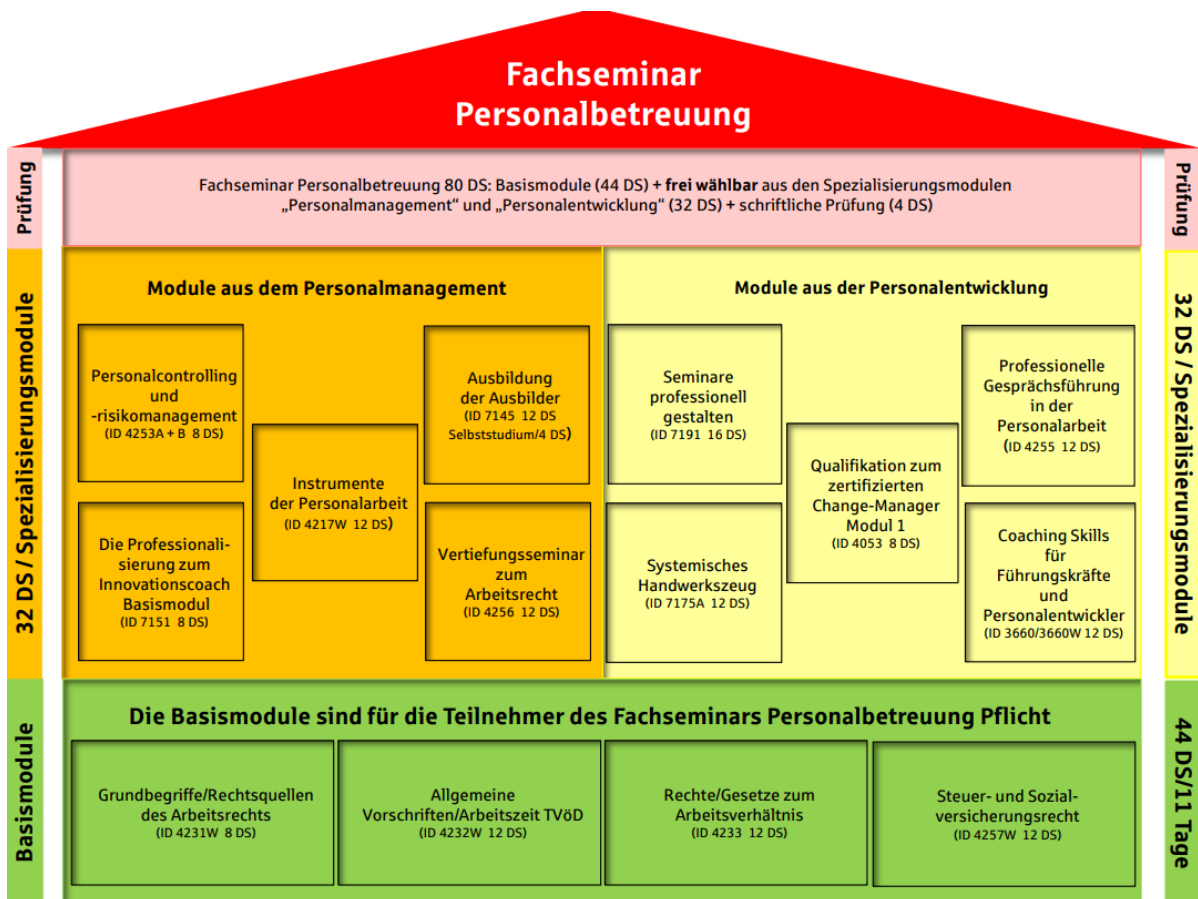 Fachseminar
Personalbetreuung
Prüfung
Fachseminar Personalbetreuung 80 DS: Basismodule (44 DS) + frei wählbar aus den Spezialisierungsmodulen
„Personalmanagement“ und „Personalentwicklung“ (32 DS) + schriftliche Prüfung (4 DS)
Prüfung
32 DS / Spezialisierungsmodule
Module aus dem Personalmanagement
Personalcontrolling
und
-risikomanagement
(ID 4253A + B 8 DS)
Ausbildung
der Ausbilder
(ID 7145 12 DS
Selbststudium/4 DS)
Instrumente
der Personalarbeit
(ID 4217W 12 DS)
Die Professionali-
sierung zum
Innovationscoach
Basismodul
(ID 7151 8 DS)
Vertiefungsseminar
zum
Arbeitsrecht
(ID 4256 12 DS)
Module aus der Personalentwicklung
Seminare
professionell
gestalten
(ID 7191 16 DS)
Professionelle
Gesprächsführung
in der
Personalarbeit
(ID 4255 12 DS)
Qualifikation zum
zertifizierten
Change-Manager
Modul 1
(ID 4053 8 DS)
Systemisches
Handwerkszeug
(ID 7175A 12 DS)
Coaching Skills
für
Führungskräfte
und
Personalentwickler
(ID 3660/3660W 12 DS)
32 DS / Spezialisierungsmodule
Basismodule
Die Basismodule sind für die Teilnehmer des Fachseminars Personalbetreuung Pflicht
Grundbegriffe/Rechtsquellen
des Arbeitsrechts
(ID 4231W 8 DS)
Allgemeine
Vorschriften/Arbeitszeit TVöD
(ID 4232W 12 DS)
Rechte/Gesetze zum
Arbeitsverhältnis
(ID 4233 12 DS)
Steuer- und Sozial-
versicherungsrecht
(ID 4257W 12 DS)
44 DS/11 Tage